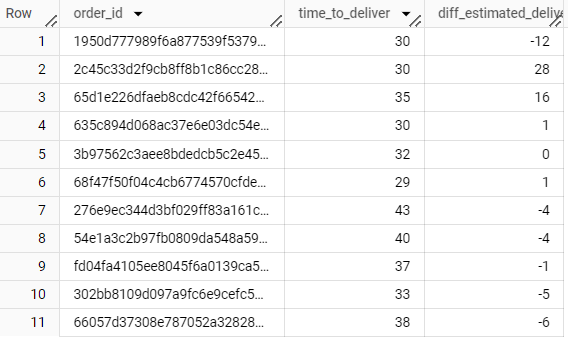 Row order_id time_to_deliver diff_estimated_delive
1 1950d777989f6a877539f5379... 30 -12
2 2c45c33d2f9cb8ff8b1c86cc28... 30 28
3 65d1e226dfaeb8cdc42f66542... 35 16
4 635c894d068ac37e6e03dc54e... 30 1
5 3b97562c3aee8bdedcb5c2e45... 32 0
6 68f47f50f04c4cb6774570cfde... 29 1
7 276e9ec344d3bf029ff83a161c... 43 -4
8 54e1a3c2b97fb0809da548a59... 40 -4
9 fd04fa4105ee8045f6a0139ca5... 37 -1
10 302bb8109d097a9fc6e9cefc5... 33 -5
11 66057d37308e787052a32828... 38 -6